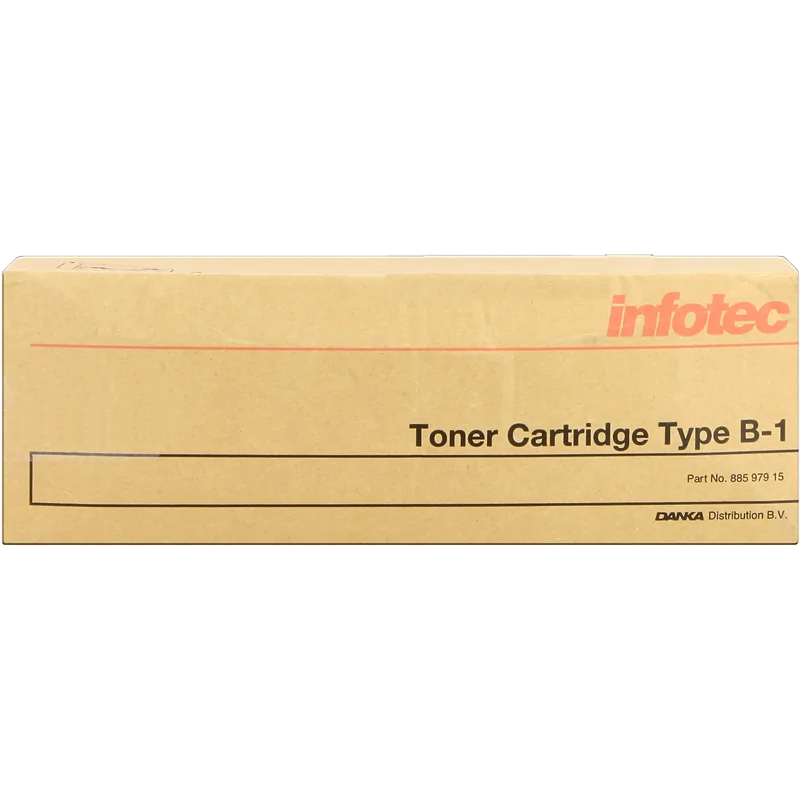 infotec
Toner Cartridge Type B-1
Part No. 885 979 15
DANKA Distribution B.V.